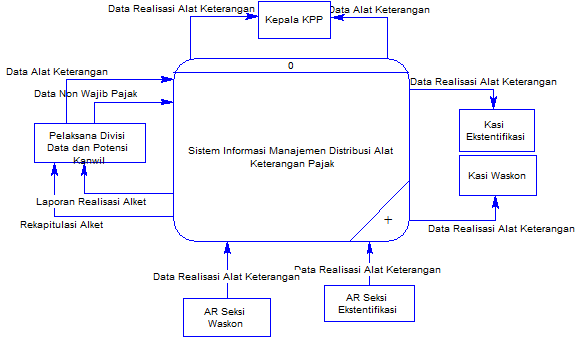 Data Realisasi Alat Keterangan
Data Alat Keterangan
Kepala KPP
0
Data Alat Keterangan
Data Realisasi Alat Keterangan
Data Non Wajib Pajak
Kasi
Ekstentifikasi
Pelaksana Divisi
Data dan Potensi
Kanwil
Sistem Informasi Manajemen Distribusi Alat
Keterangan Pajak
Kasi Waskon
Laporan Realisasi Alket
+
Rekapitulasi Alket
Data Realisasi Alat Keterangan
Data Realisasi Alat Keterangan
Data Realisasi Alat Keterangan
AR Seksi
Waskon
AR Seksi
Ekstentifikasi